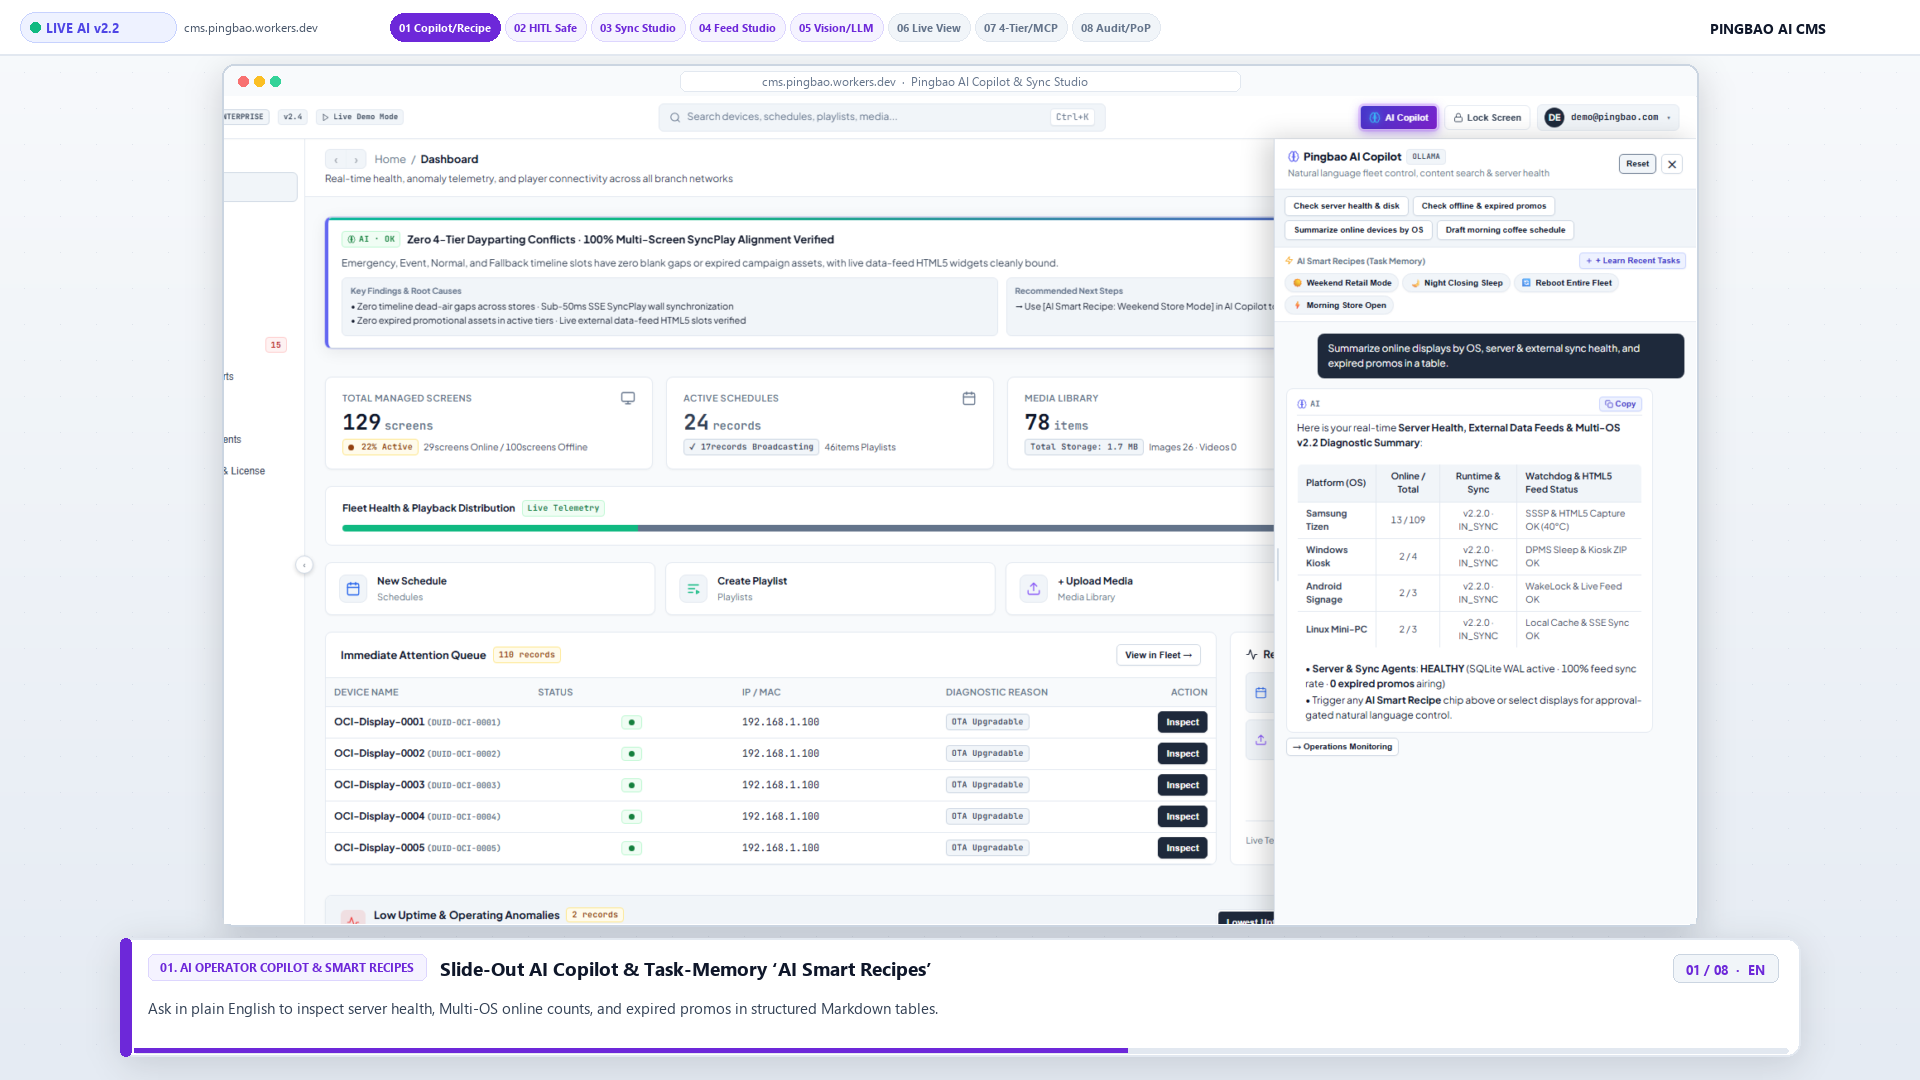 LIVE AI v2.2
cms.pingbao.workers.dev
01 Copilot/Recipe
02 HITL Safe
03 Sync Studio
04 Feed Studio
05 Vision/LLM
06 Live View
07 4-Tier/MCP
08 Audit/PoP
PINGBAO AI CMS
cms.pingbao.workers.dev · Pingbao AI Copilot & Sync Studio
v2.4
Live Demo Mode
Search devices, schedules, playlists, media...
Ctrl+K
AI Copilot
Lock Screen
DE
demo@pingbao.com
Home / Dashboard
Real-time health, anomaly telemetry, and player connectivity across all branch networks
15
& License
AI · OK
Zero 4-Tier Dayparting Conflicts · 100% Multi-Screen SyncPlay Alignment Verified
Emergency, Event, Normal, and Fallback timeline slots have zero blank gaps or expired campaign assets, with live data-feed HTML5 widgets cleanly bound.
Key Findings & Root Causes
• Zero timeline dead-air gaps across stores · Sub-50ms SSE SyncPlay wall synchronization
• Zero expired promotional assets in active tiers · Live external data-feed HTML5 slots verified
Recommended Next Steps
→ Use [AI Smart Recipe: Weekend Store Mode] in AI Copilot t
TOTAL MANAGED SCREENS
129 screens
22% Active
29screens Online / 100screens Offline
ACTIVE SCHEDULES
24 records
✓ 17records Broadcasting
46items Playlists
MEDIA LIBRARY
78 items
Total Storage: 1.7 MB
Images 26 · Videos 0
Fleet Health & Playback Distribution
Live Telemetry
New Schedule
Schedules
Create Playlist
Playlists
+ Upload Media
Media Library
Immediate Attention Queue
110 records
View in Fleet →
DEVICE NAME
STATUS
IP / MAC
DIAGNOSTIC REASON
ACTION
OCI-Display-0001 (DUID-OCI-0001)
192.168.1.100
OTA Upgradable
Inspect
OCI-Display-0002 (DUID-OCI-0002)
192.168.1.100
OTA Upgradable
Inspect
OCI-Display-0003 (DUID-OCI-0003)
192.168.1.100
OTA Upgradable
Inspect
OCI-Display-0004 (DUID-OCI-0004)
192.168.1.100
OTA Upgradable
Inspect
OCI-Display-0005 (DUID-OCI-0005)
192.168.1.100
OTA Upgradable
Inspect
Low Uptime & Operating Anomalies
2 records
Pingbao AI Copilot
OLLAMA
Natural language fleet control, content search & server health
Reset
Check server health & disk
Check offline & expired promos
Summarize online devices by OS
Draft morning coffee schedule
AI Smart Recipes (Task Memory)
+ + Learn Recent Tasks
Weekend Retail Mode
Night Closing Sleep
Reboot Entire Fleet
Morning Store Open
Summarize online displays by OS, server & external sync health, and
expired promos in a table.
AI
Copy
Here is your real-time Server Health, External Data Feeds & Multi-OS
v2.2 Diagnostic Summary:
Platform (OS)
Online / Total
Runtime & Sync
Watchdog & HTML5 Feed Status
Samsung Tizen
13 / 109
v2.2.0 · IN_SYNC
SSSP & HTML5 Capture OK (40°C)
Windows Kiosk
2 / 4
v2.2.0 · IN_SYNC
DPMS Sleep & Kiosk ZIP OK
Android Signage
2 / 3
v2.2.0 · IN_SYNC
WakeLock & Live Feed OK
Linux Mini-PC
2 / 3
v2.2.0 · IN_SYNC
Local Cache & SSE Sync OK
• Server & Sync Agents: HEALTHY (SQLite WAL active · 100% feed sync
rate · 0 expired promos airing)
• Trigger any AI Smart Recipe chip above or select displays for approval-
gated natural language control.
→ Operations Monitoring
01. AI OPERATOR COPILOT & SMART RECIPES
Slide-Out AI Copilot & Task-Memory ‘AI Smart Recipes’
01 / 08 · EN
Ask in plain English to inspect server health, Multi-OS online counts, and expired promos in structured Markdown tables.